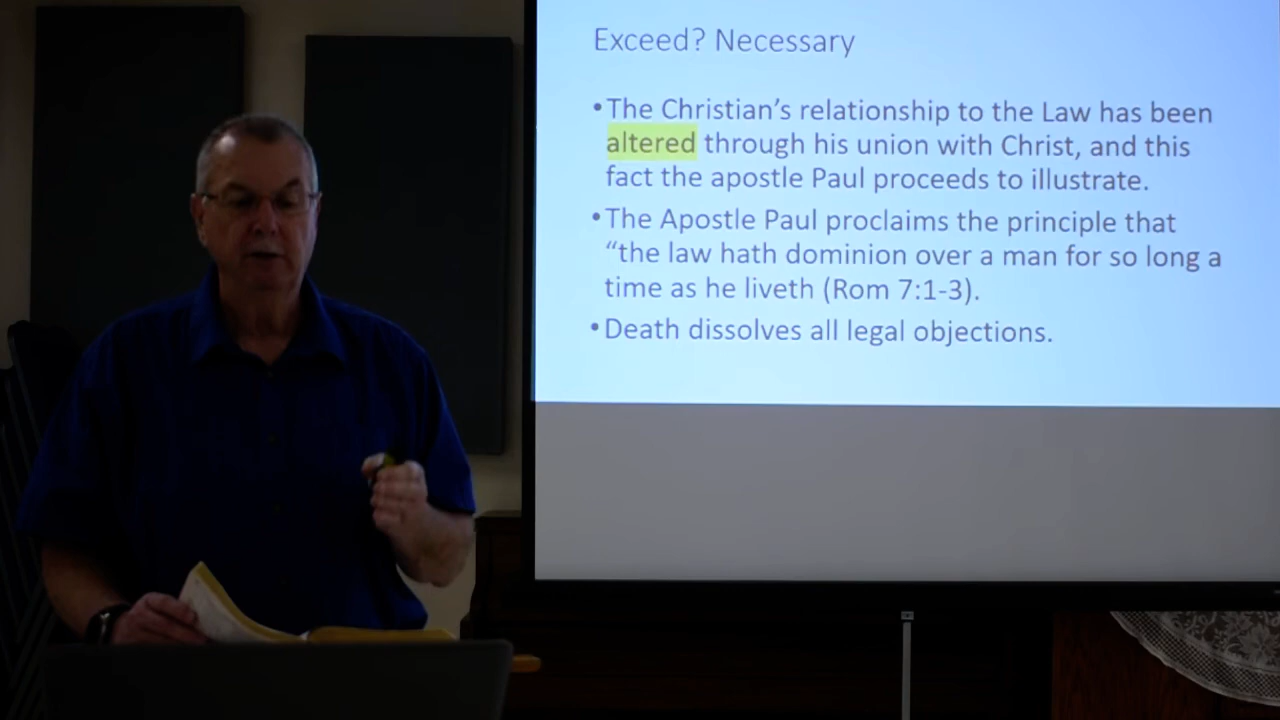 Exceed? Necessary
•The Christian’s relationship to the Law has been
altered through his union with Christ, and this
fact the apostle Paul proceeds to illustrate.
•The Apostle Paul proclaims the principle that
“the law hath dominion over a man for so long a
time as he liveth (Rom 7:1-3).
•Death dissolves all legal objections.